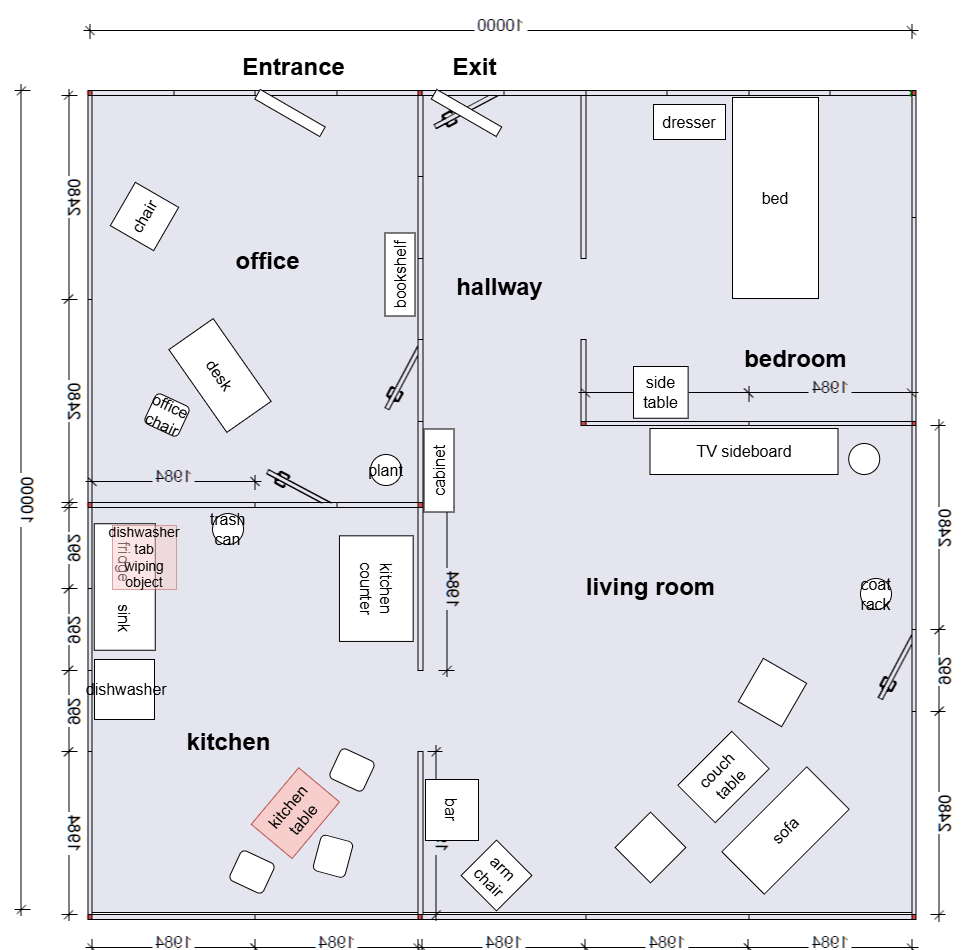 10000
Entrance
Exit
dresser
bed
2480
chair
office
bookshelf
hallway
bedroom
side
table
1984
desk
office
chair
2480
TV sideboard
plant
cabinet
1984
10000
trash
can
dishwasher
tab
wiping
object
fridge
992
sink
992
kitchen
counter
1984
living room
2480
coat
rack
992
dishwasher
992
kitchen
kitchen
table
1984
bar
arm
chair
couch
table
sofa
2480
1984
1984
1984
1984
1984